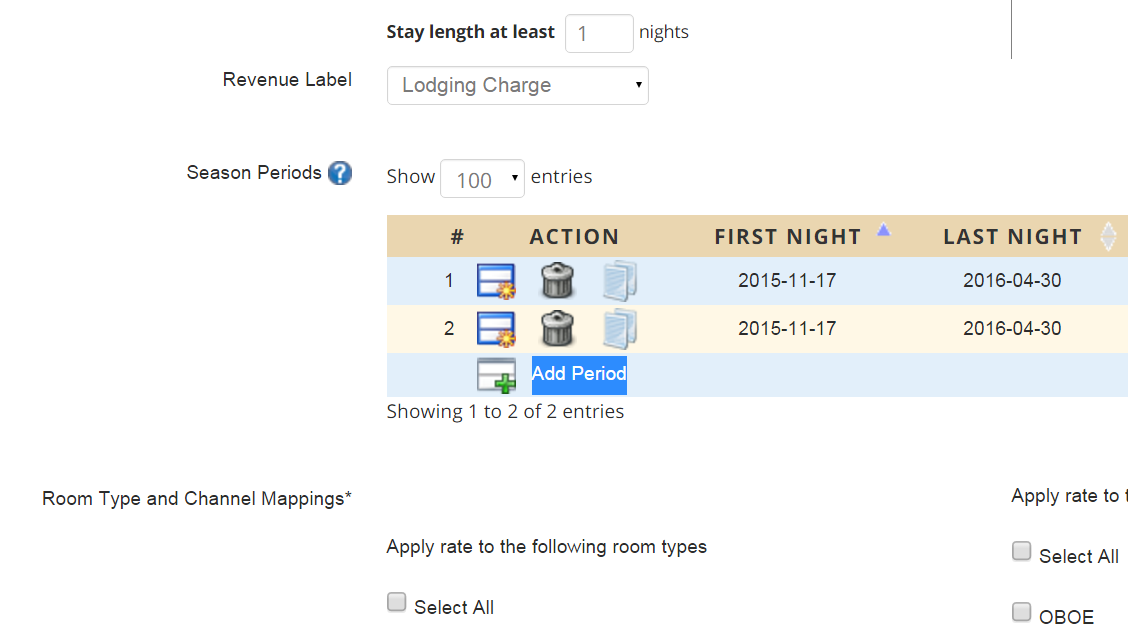 Stay length at least 1 nights
Revenue Label Lodging Charge
Season Periods ? Show 100 entries
# ACTION FIRST NIGHT LAST NIGHT
1 2015-11-17 2016-04-30
2 2015-11-17 2016-04-30
Add Period
Showing 1 to 2 of 2 entries
Room Type and Channel Mappings* Apply rate to t
Apply rate to the following room types
Select All
Select All
OBOE